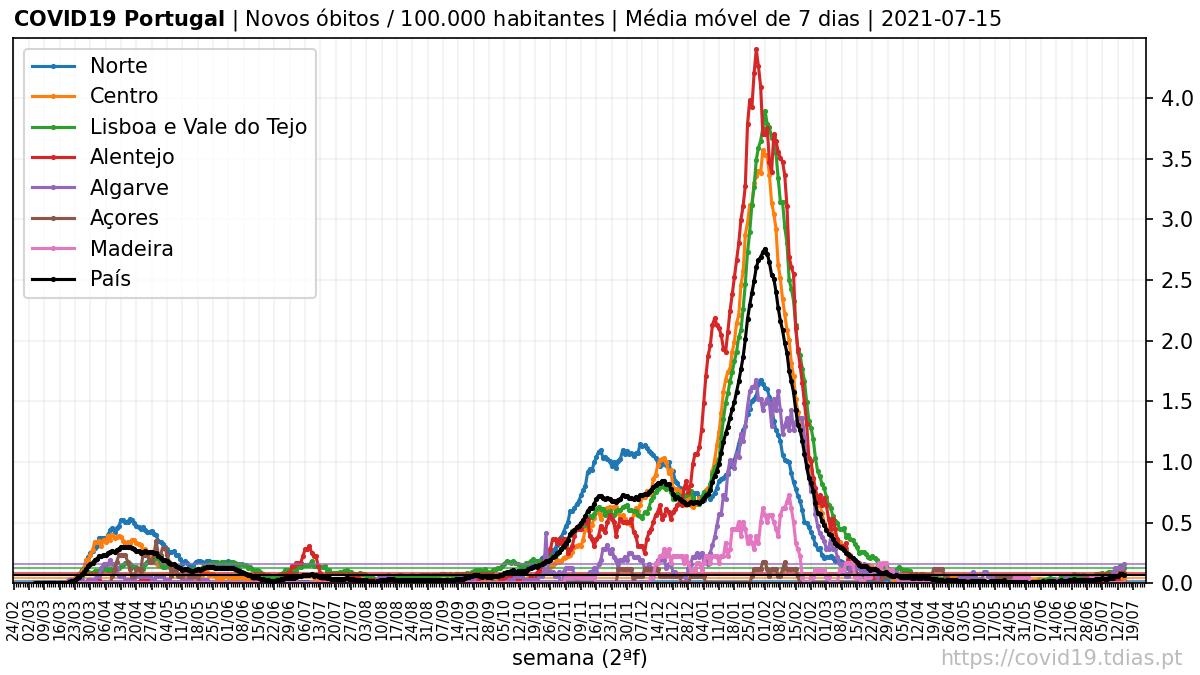 COVID19 Portugal | Novos óbitos / 100.000 habitantes | Média móvel de 7 dias | 2021-07-15
Norte
Centro
Lisboa e Vale do Tejo
Alentejo
Algarve
Açores
Madeira
País
4.0
3.5
3.0
2.5
2.0
1.5
1.0
0.5
0.0
24/02 02/03 09/03 16/03 23/03 30/03 06/04 13/04 20/04 27/04 04/05 11/05 18/05 25/05 01/06 08/06 15/06 22/06 29/06 06/07 13/07 20/07 27/07 03/08 10/08 17/08 24/08 31/08 07/09 14/09 21/09 28/09 05/10 12/10 19/10 26/10 02/11 09/11 16/11 23/11 30/11 07/12 14/12 21/12 28/12 04/01 11/01 18/01 25/01 01/02 08/02 15/02 22/02 01/03 08/03 15/03 22/03 29/03 05/04 12/04 19/04 26/04 03/05 10/05 17/05 24/05 31/05 07/06 14/06 21/06 28/06 05/07 12/07 19/07
semana (2ªf)
https://covid19.tdias.pt